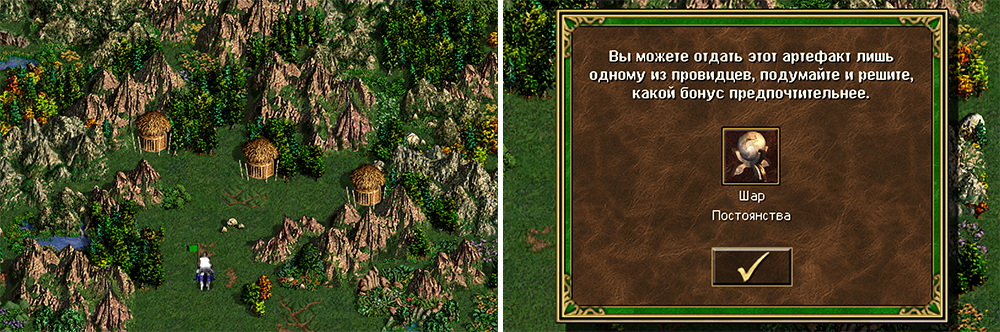 Вы можете отдать этот артефакт лишь
одному из провидцев, подумайте и решите,
какой бонус предпочтительнее.
Шар
Постоянства